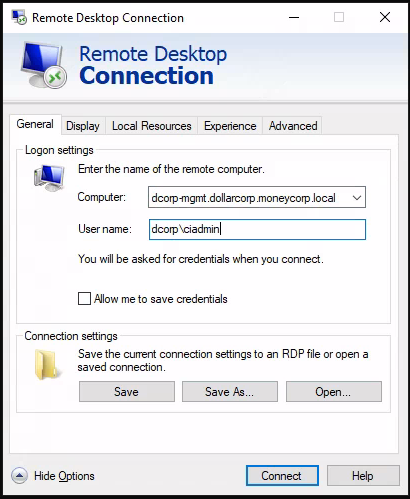 Remote Desktop Connection
Remote Desktop
Connection
General Display Local Resources Experience Advanced
Logon settings
Enter the name of the remote computer.
Computer: dcorp-mgmt.dollarcorp.moneycorp.local
User name: dcorp\ciadmin
You will be asked for credentials when you connect.
Allow me to save credentials
Connection settings
Save the current connection settings to an RDP file or open a
saved connection.
Save Save As... Open...
Hide Options Connect Help